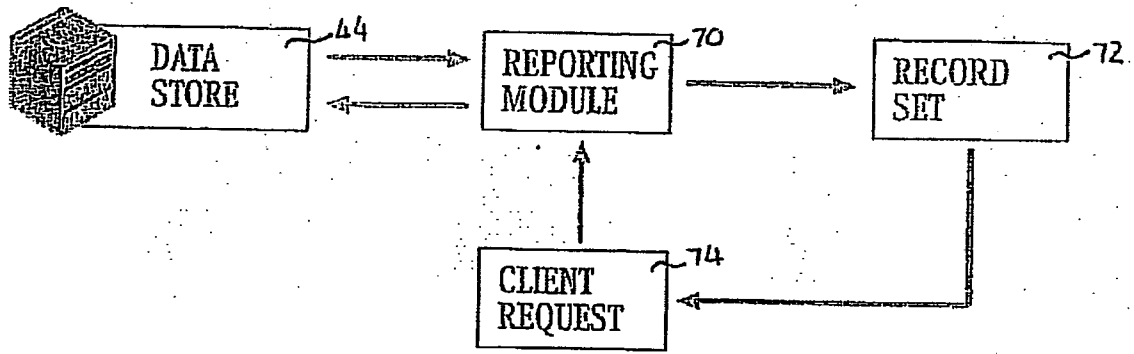 DATA
STORE
44
REPORTING
MODULE
70
RECORD
SET
72
CLIENT
REQUEST
74